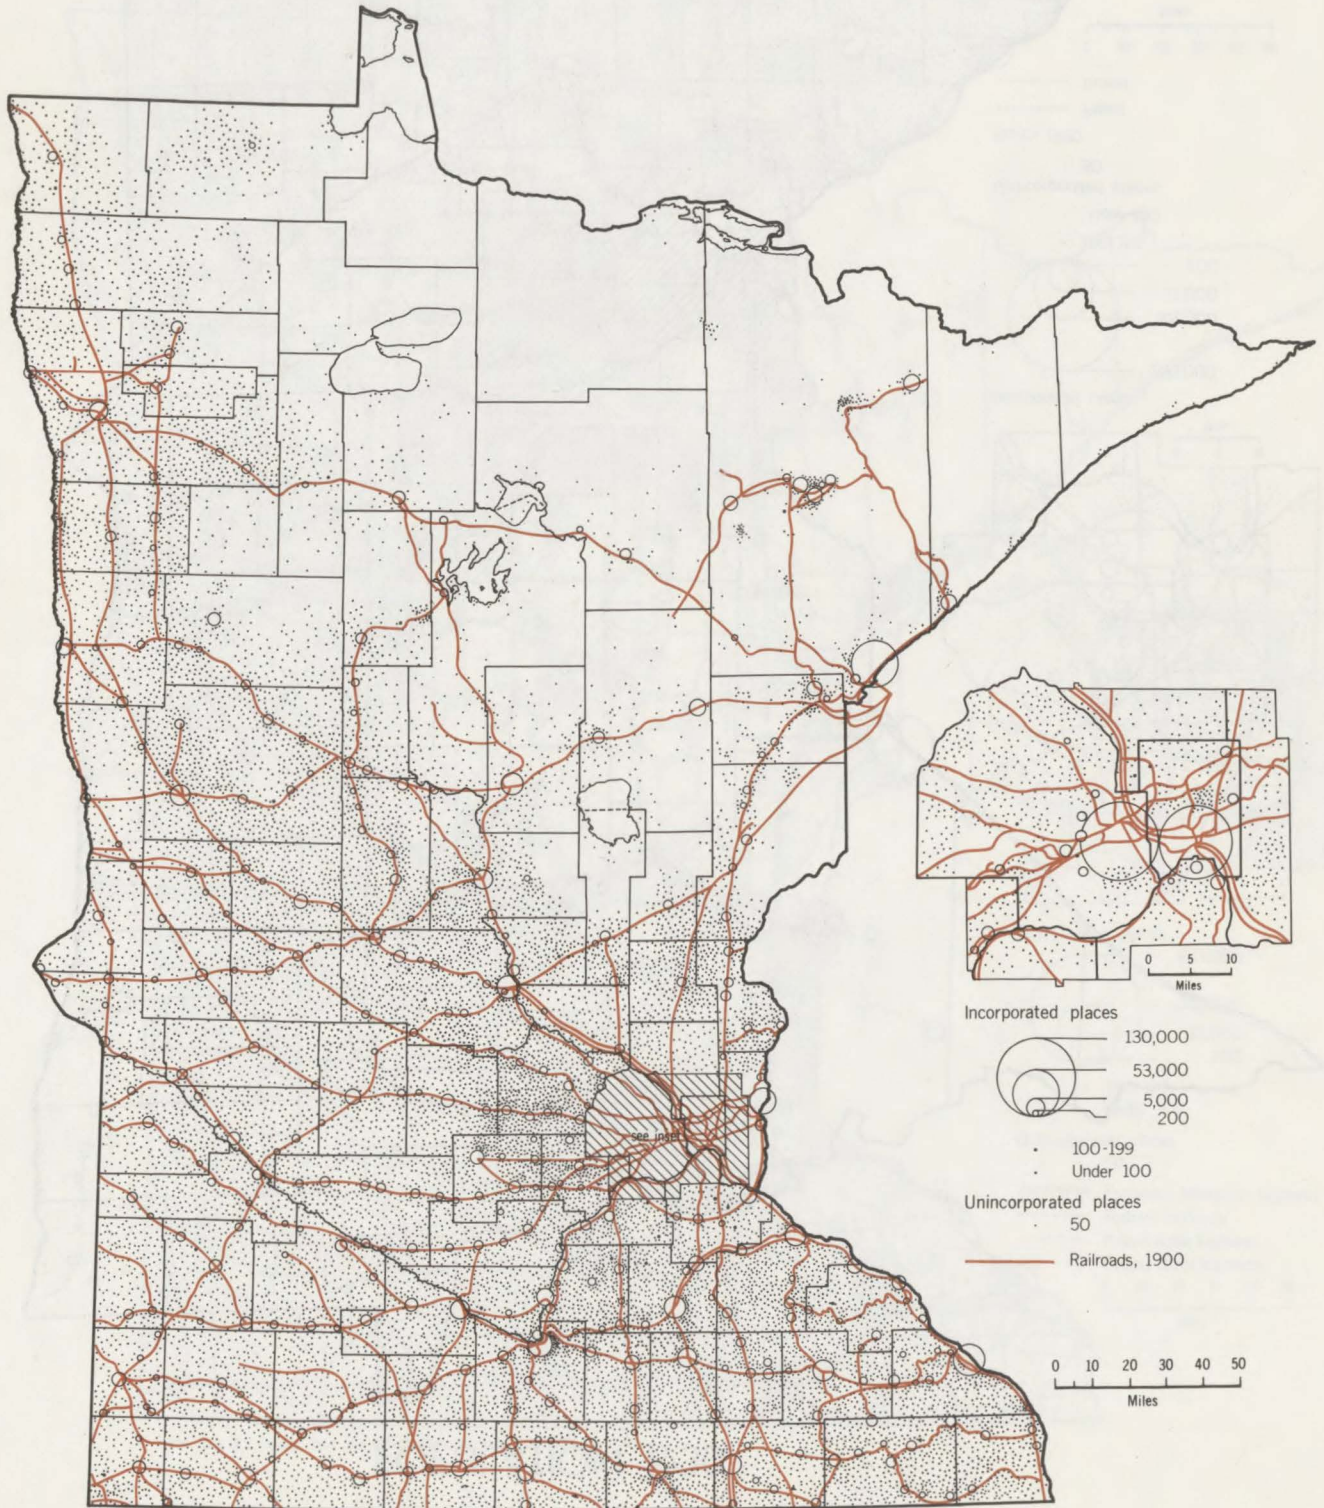 see inset
0 5 10
Miles
Incorporated places
130,000
53,000
5,000
200
100-199
Under 100
Unincorporated places
50
Railroads, 1900
0 10 20 30 40 50
Miles